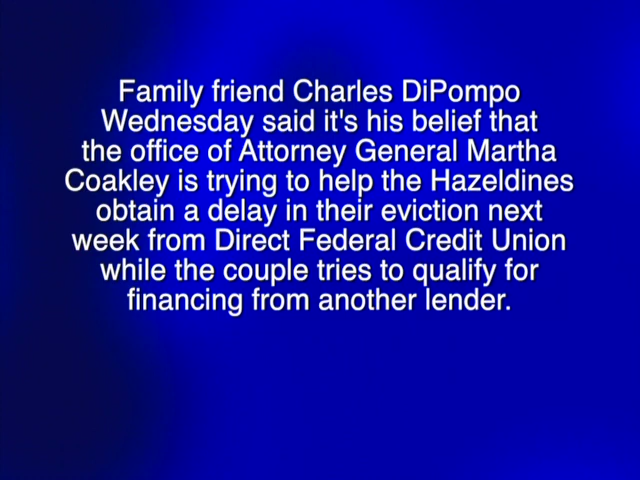 Family friend Charles DiPompo
Wednesday said it's his belief that
the office of Attorney General Martha
Coakley is trying to help the Hazeldines
obtain a delay in their eviction next
week from Direct Federal Credit Union
while the couple tries to qualify for
financing from another lender.